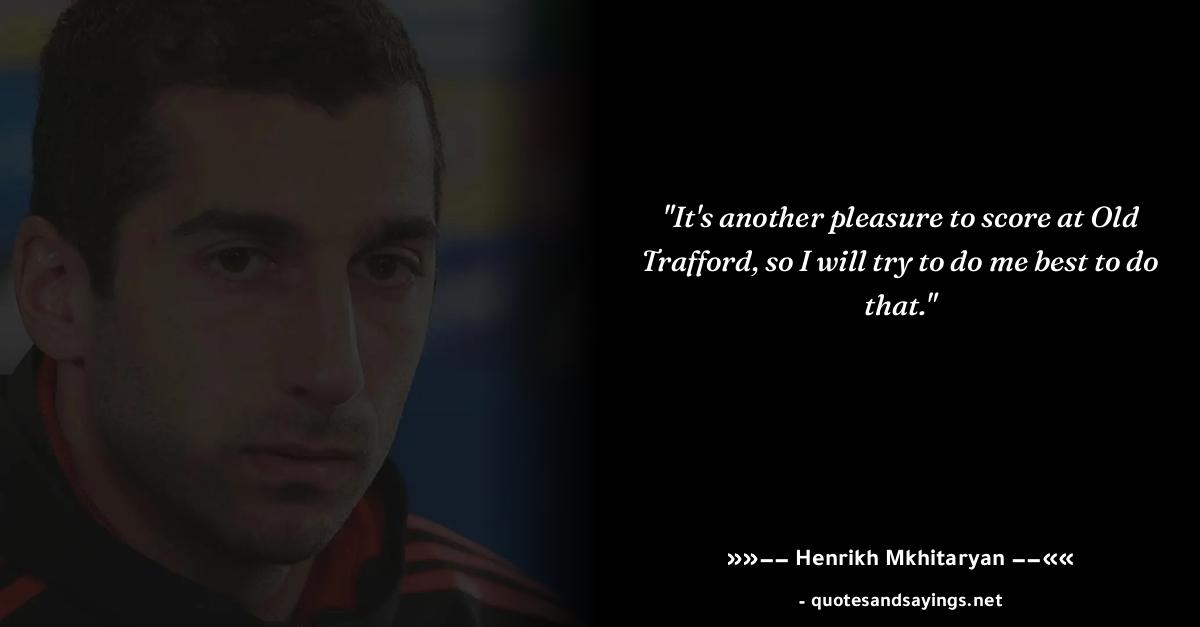 "It's another pleasure to score at Old
Trafford, so I will try to do me best to do
that."
»»−− Henrikh Mkhitaryan −−««
- quotesandsayings.net